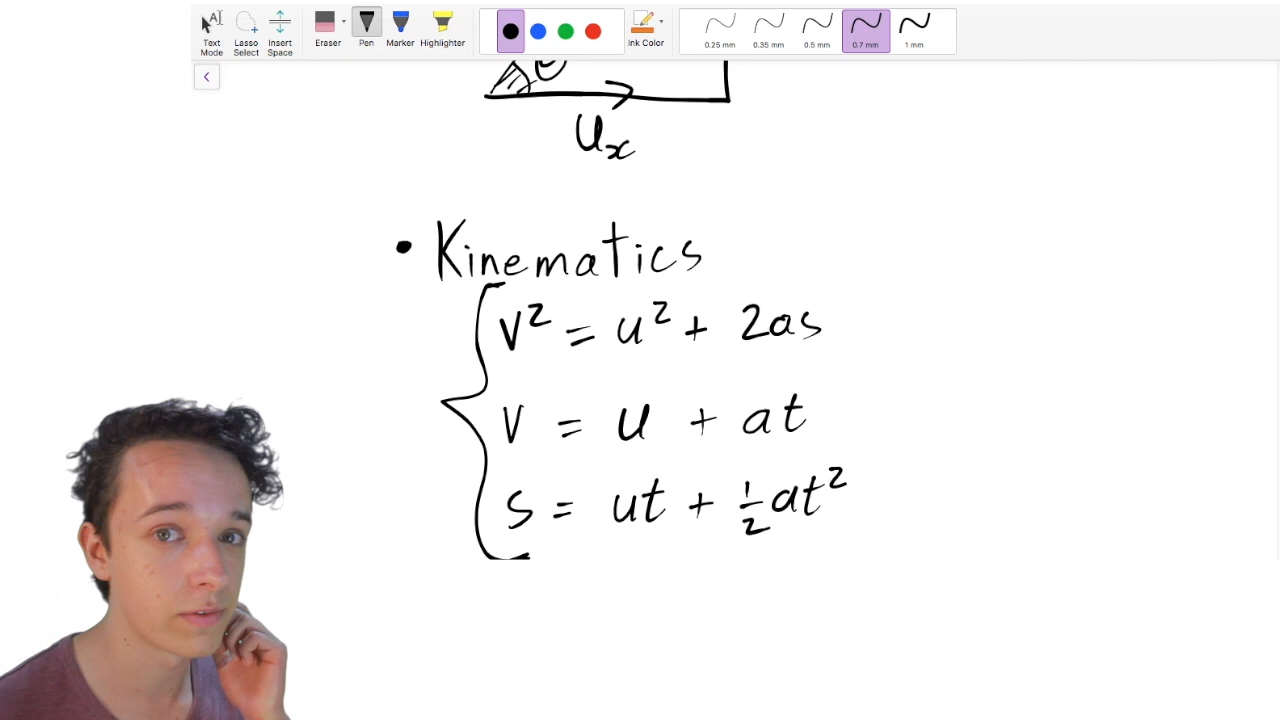 Text Mode
Lasso Select
Insert Space
Eraser
Pen
Marker
Highlighter
Ink Color
0.25 mm
0.35 mm
0.5 mm
0.7 mm
1 mm
θ
u_x
• Kinematics
v² = u² + 2as
v = u + at
s = ut + ½at²